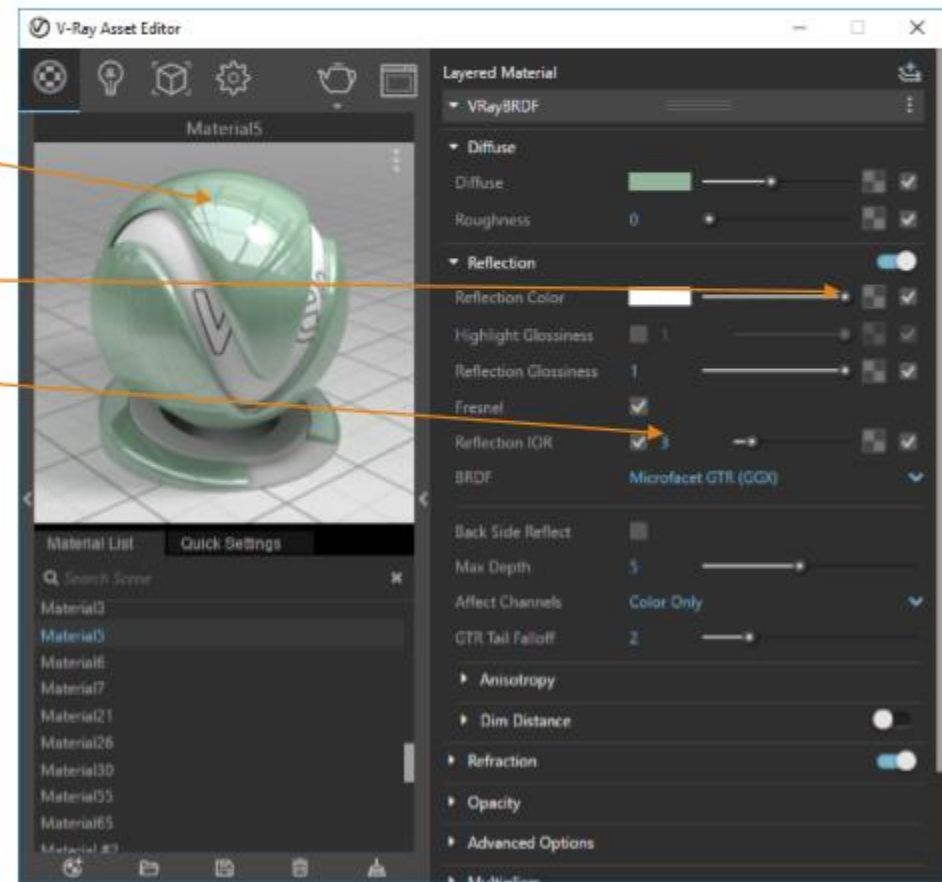 V-Ray Asset Editor
Material5
Material List
Quick Settings
Search Scene
Material3
Material5
Material6
Material7
Material21
Material26
Material30
Material55
Material65
Material #2
Layered Material
VRayBRDF
Diffuse
Diffuse
Roughness 0
Reflection
Reflection Color
Highlight Glossiness 1
Reflection Glossiness 1
Fresnel
Reflection IOR 3
BRDF Microfacet GTR (GGX)
Back Side Reflect
Max Depth 5
Affect Channels Color Only
GTR Tail Falloff 2
Anisotropy
Dim Distance
Refraction
Opacity
Advanced Options
Multipliers